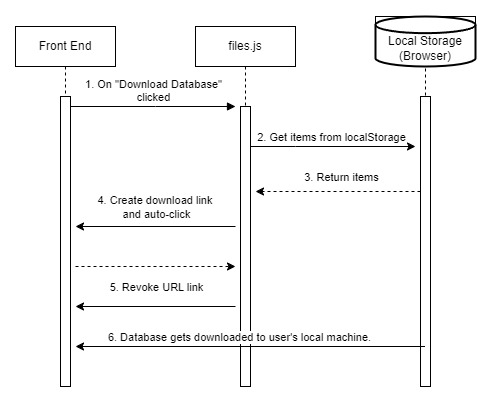 Front End
files.js
Local Storage
(Browser)
1. On "Download Database"
clicked
2. Get items from localStorage
3. Return items
4. Create download link
and auto-click
5. Revoke URL link
6. Database gets downloaded to user's local machine.